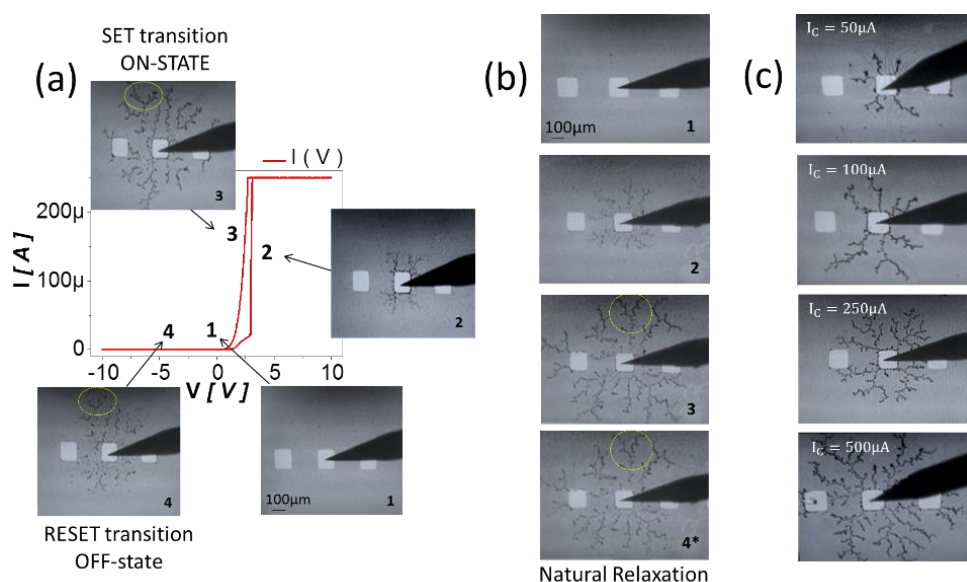 SET transition
ON-STATE
(a)
3
I ( V )
200µ
100µ
0
I [ A ]
3
2
4
1
2
-10
-5
0
5
10
V [ V ]
4
100µm
1
RESET transition
OFF-state
(b)
100µm
1
2
3
4*
Natural Relaxation
(c)
I_C = 50µA
I_C = 100µA
I_C = 250µA
I_C = 500µA